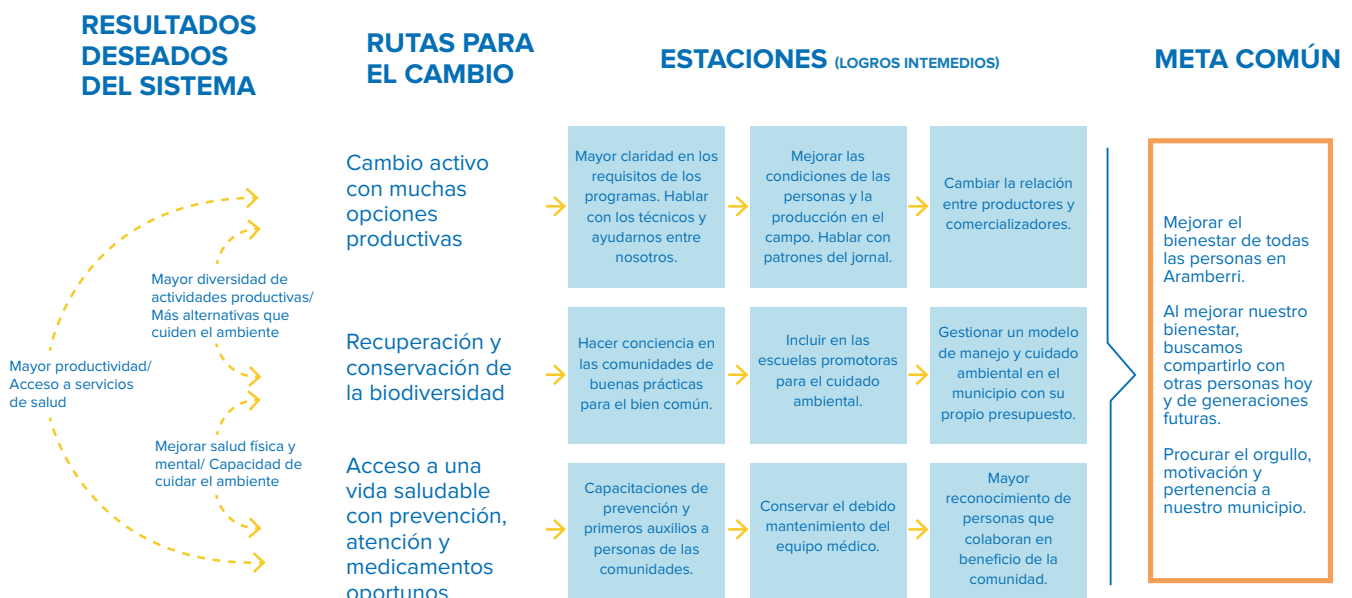 RESULTADOS
DESEADOS
DEL SISTEMA
RUTAS PARA
EL CAMBIO
ESTACIONES (LOGROS INTEMEDIOS)
META COMÚN
Mayor productividad/
Acceso a servicios
de salud
Mayor diversidad de
actividades productivas/
Más alternativas que
cuiden el ambiente
Mejorar salud física y
mental/ Capacidad de
cuidar el ambiente
Cambio activo
con muchas
opciones
productivas
Mayor claridad en los
requisitos de los
programas. Hablar
con los técnicos y
ayudarnos entre
nosotros.
Mejorar las
condiciones de las
personas y la
producción en el
campo. Hablar con
patrones del jornal.
Cambiar la relación
entre productores y
comercializadores.
Recuperación y
conservación de
la biodiversidad
Hacer conciencia en
las comunidades de
buenas prácticas
para el bien común.
Incluir en las
escuelas promotoras
para el cuidado
ambiental.
Gestionar un modelo
de manejo y cuidado
ambiental en el
municipio con su
propio presupuesto.
Acceso a una
vida saludable
con prevención,
atención y
medicamentos
oportunos
Capacitaciones de
prevención y
primeros auxilios a
personas de las
comunidades.
Conservar el debido
mantenimiento del
equipo médico.
Mayor
reconocimiento de
personas que
colaboran en
beneficio de la
comunidad.
Mejorar el
bienestar de todas
las personas en
Aramberri.
Al mejorar nuestro
bienestar,
buscamos
compartirlo con
otras personas hoy
y de generaciones
futuras.
Procurar el orgullo,
motivación y
pertenencia a
nuestro municipio.